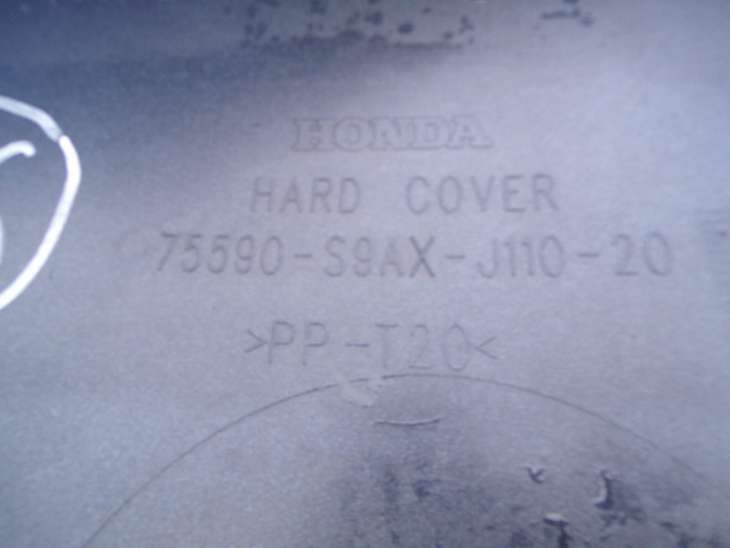 HONDA
HARD COVER
75590-S9AX-J110-20
>PP-T20<